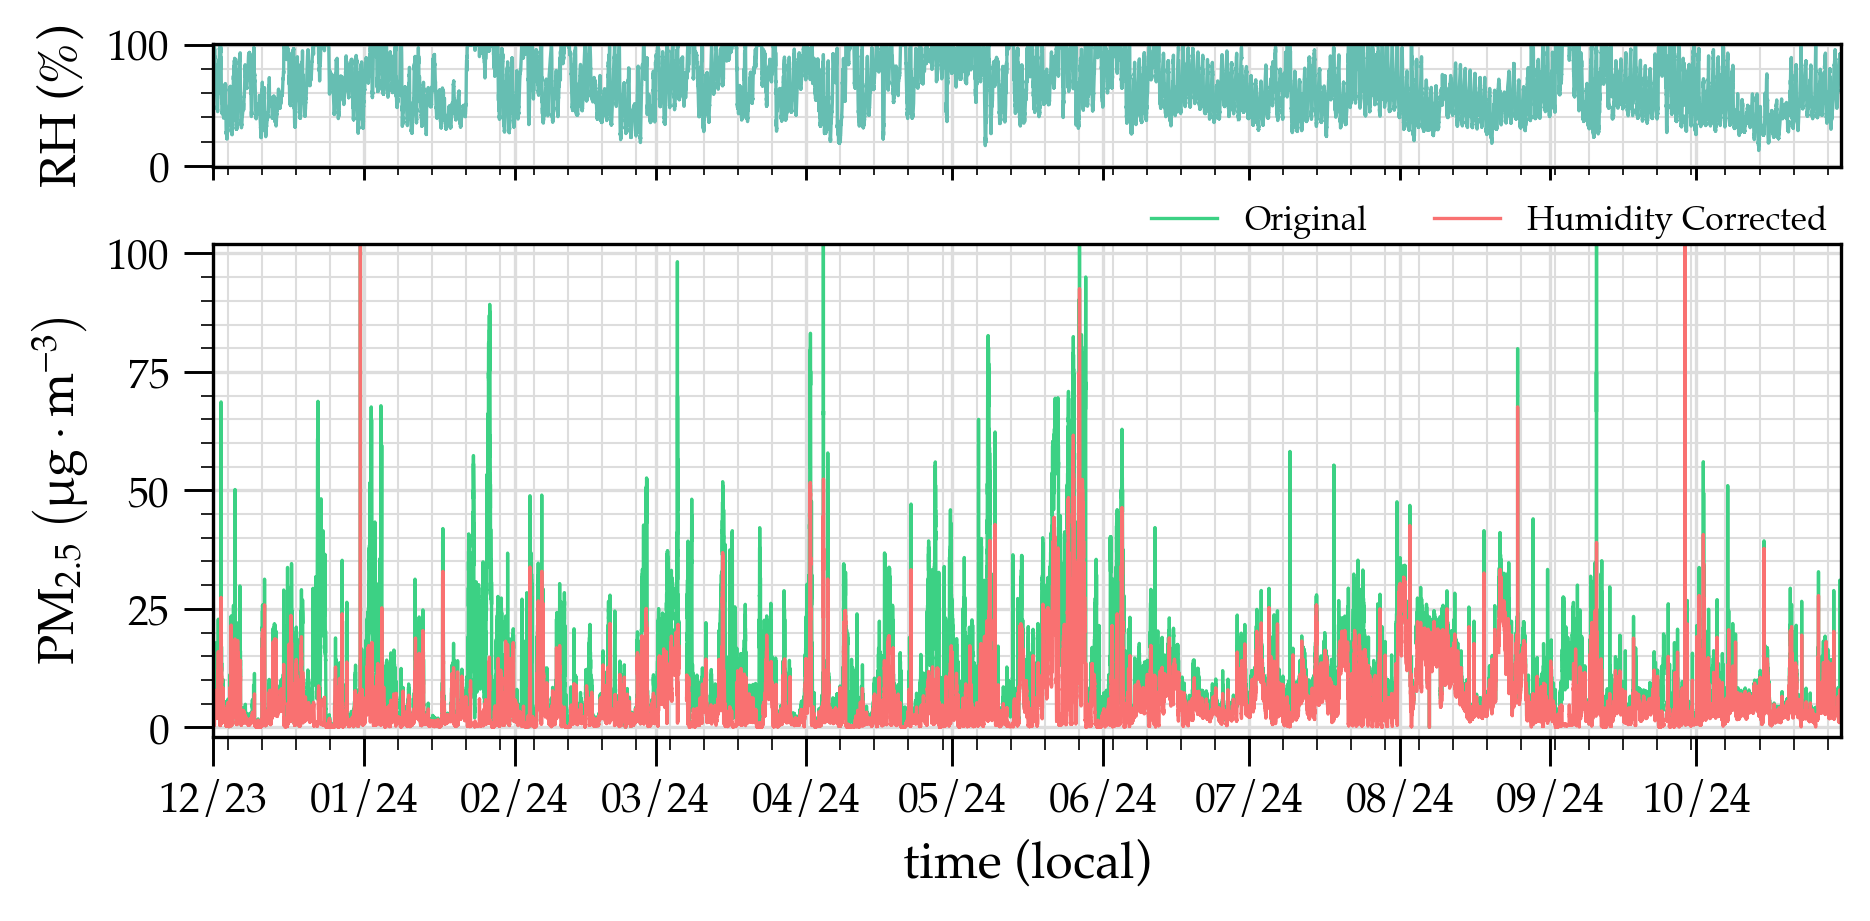 RH (%)
100
0
Original
Humidity Corrected
PM₂.₅ (µg · m⁻³)
100
75
50
25
0
12/23 01/24 02/24 03/24 04/24 05/24 06/24 07/24 08/24 09/24 10/24
time (local)